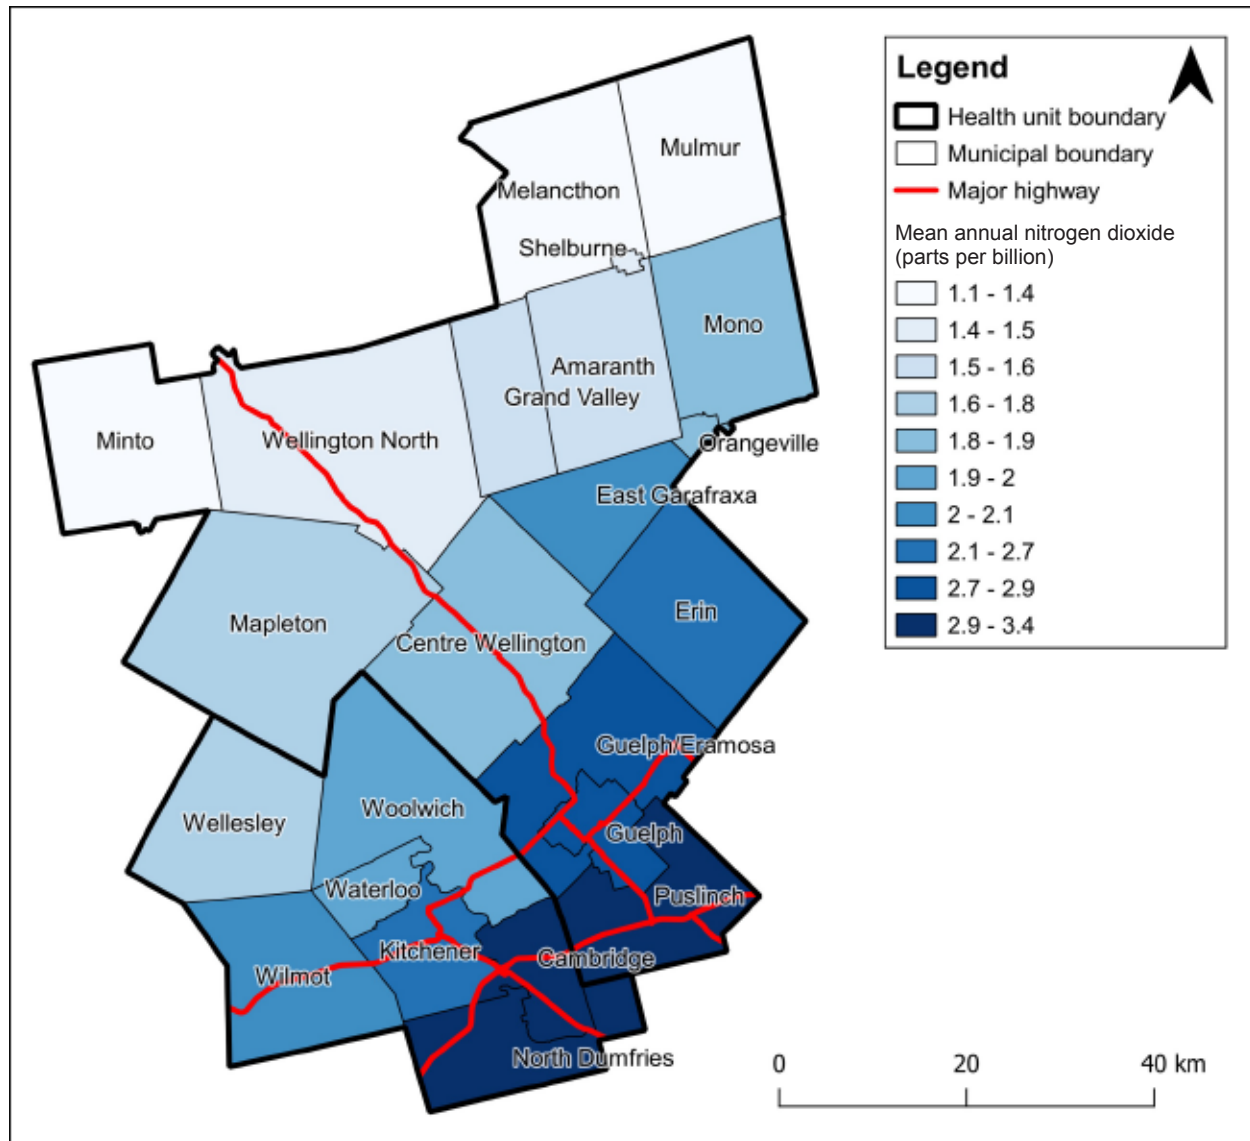 Legend
Health unit boundary
Municipal boundary
Major highway
Mean annual nitrogen dioxide
(parts per billion)
1.1 - 1.4
1.4 - 1.5
1.5 - 1.6
1.6 - 1.8
1.8 - 1.9
1.9 - 2
2 - 2.1
2.1 - 2.7
2.7 - 2.9
2.9 - 3.4
Mulmur
Melancthon
Shelburne
Mono
Amaranth
Grand Valley
Minto
Wellington North
Orangeville
East Garafraxa
Erin
Mapleton
Centre Wellington
Guelph/Eramosa
Woolwich
Wellesley
Guelph
Waterloo
Puslinch
Kitchener
Cambridge
Wilmot
North Dumfries
0 20 40 km